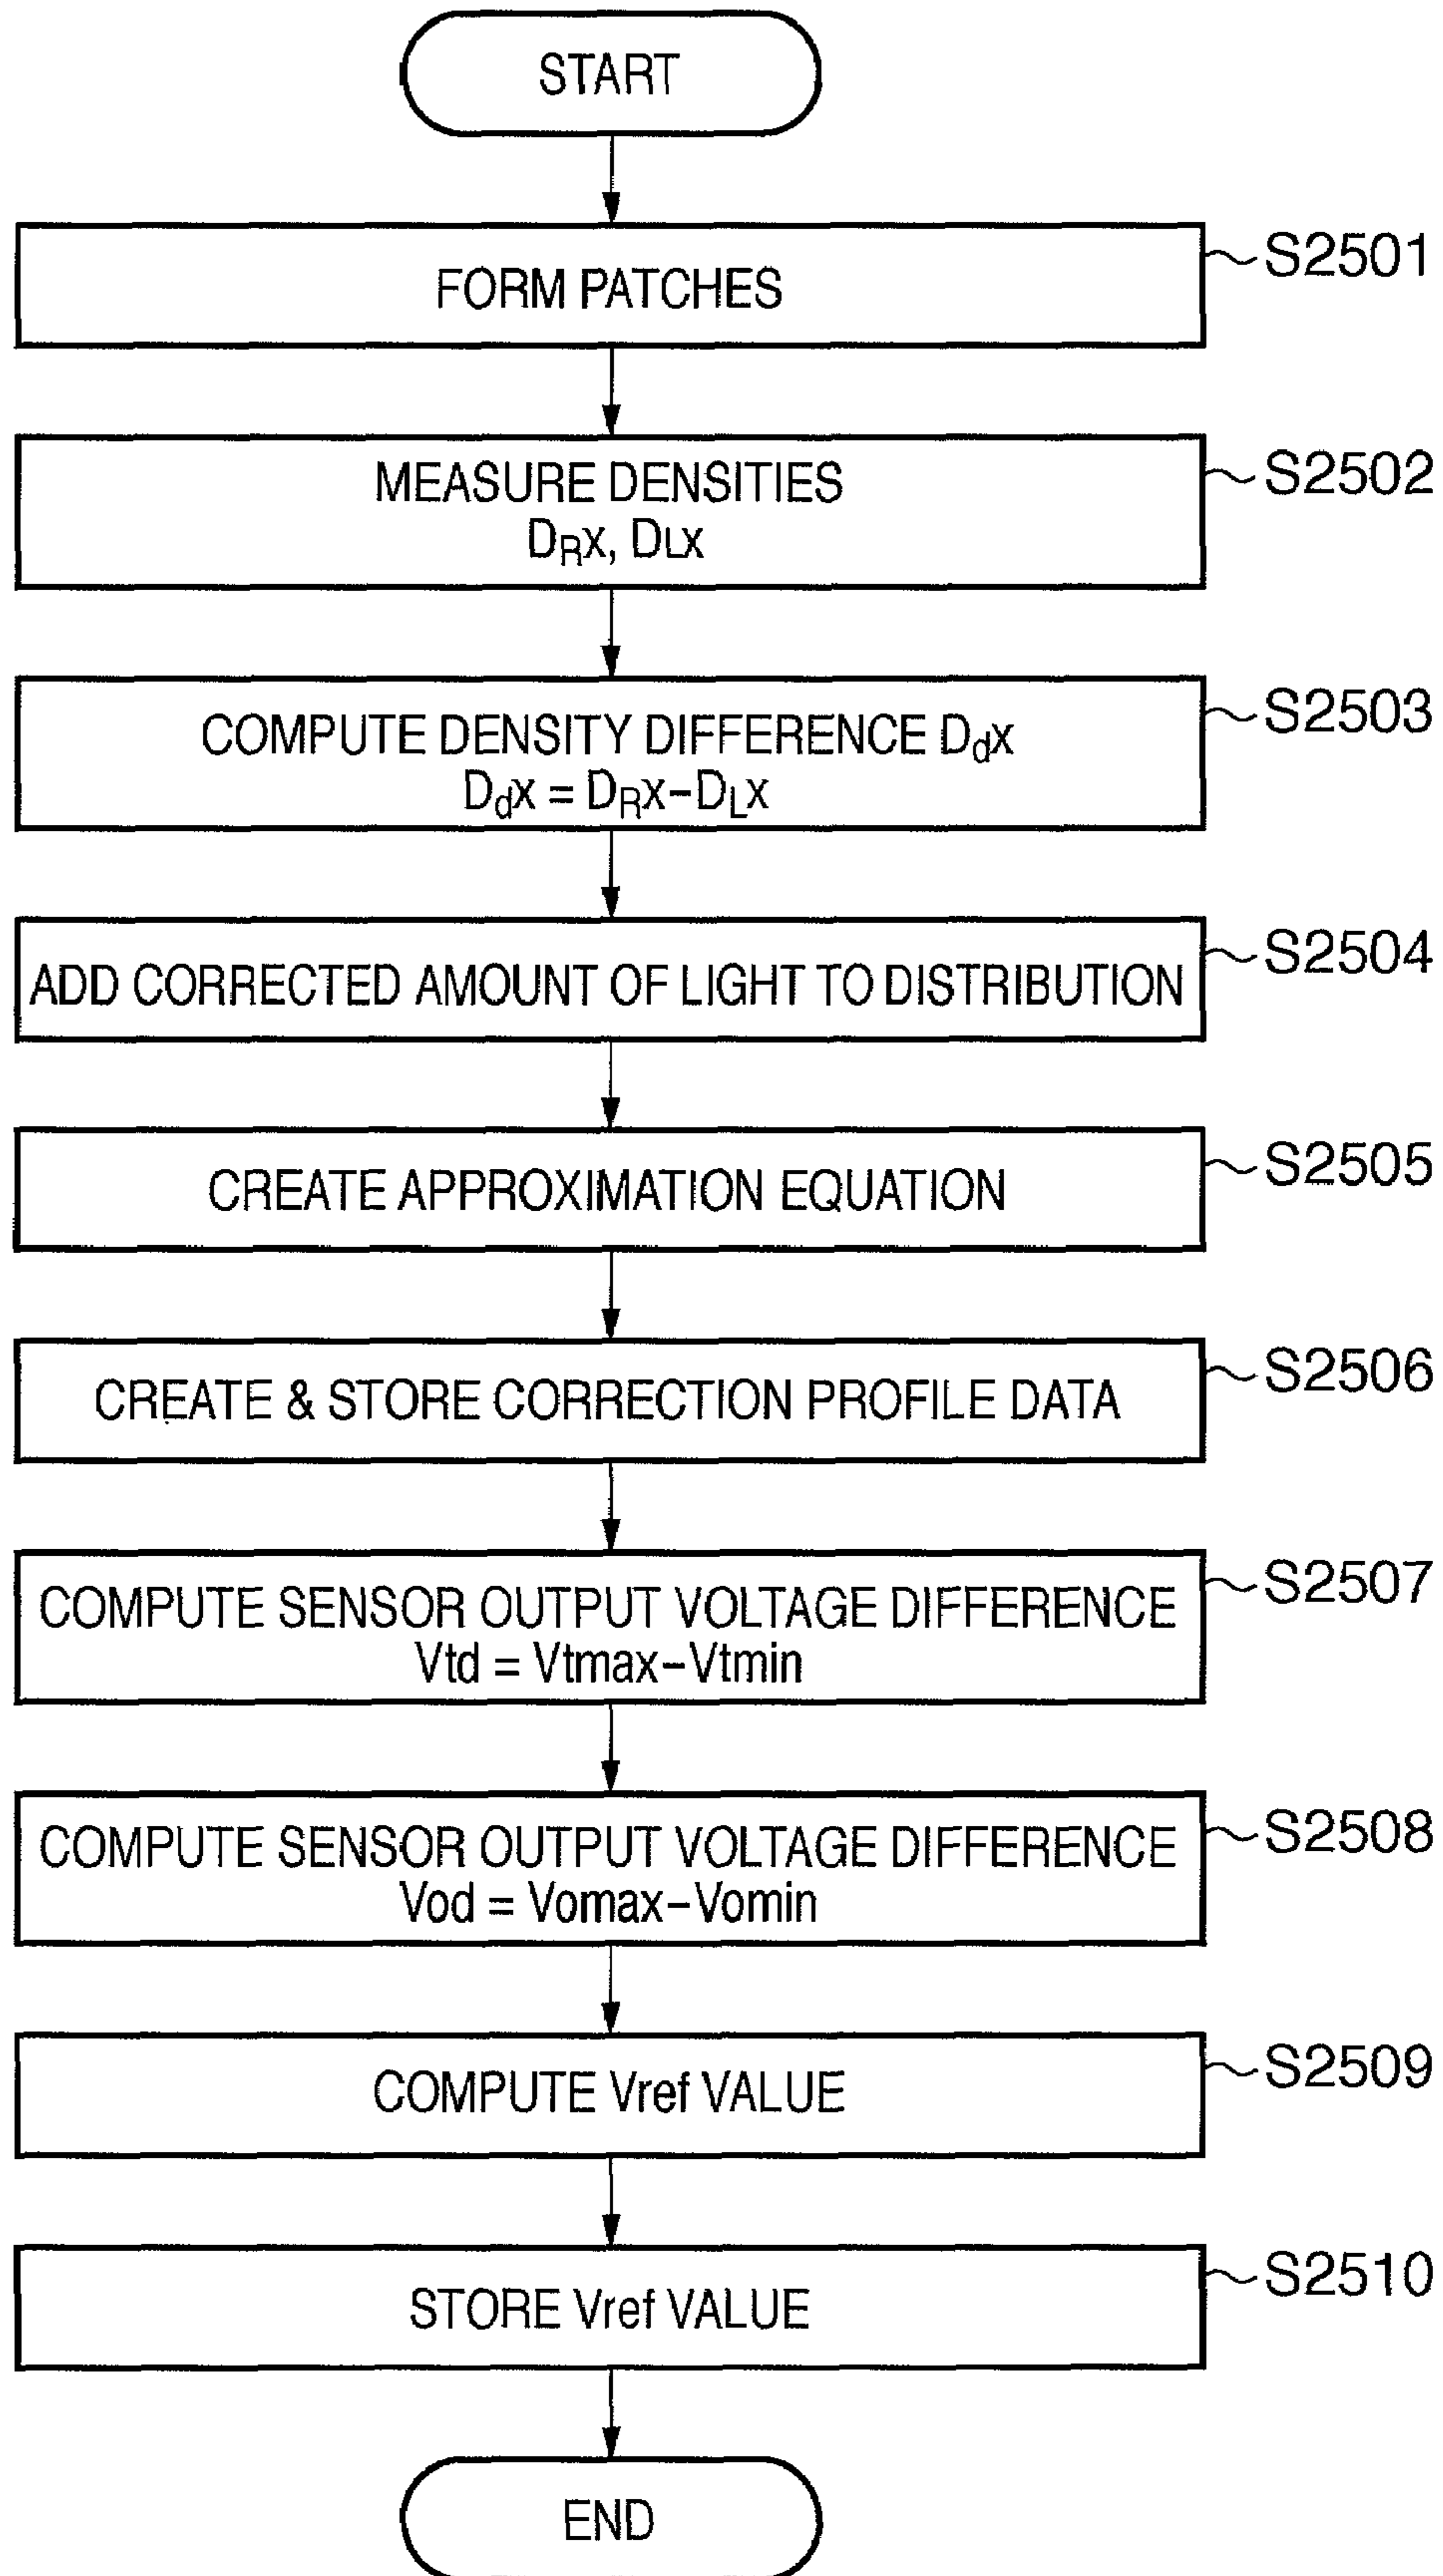 START
FORM PATCHES
S2501
MEASURE DENSITIES
DRx, DLx
S2502
COMPUTE DENSITY DIFFERENCE Ddx
Ddx = DRx–DLx
S2503
ADD CORRECTED AMOUNT OF LIGHT TO DISTRIBUTION
S2504
CREATE APPROXIMATION EQUATION
S2505
CREATE & STORE CORRECTION PROFILE DATA
S2506
COMPUTE SENSOR OUTPUT VOLTAGE DIFFERENCE
Vtd = Vtmax–Vtmin
S2507
COMPUTE SENSOR OUTPUT VOLTAGE DIFFERENCE
Vod = Vomax–Vomin
S2508
COMPUTE Vref VALUE
S2509
STORE Vref VALUE
S2510
END